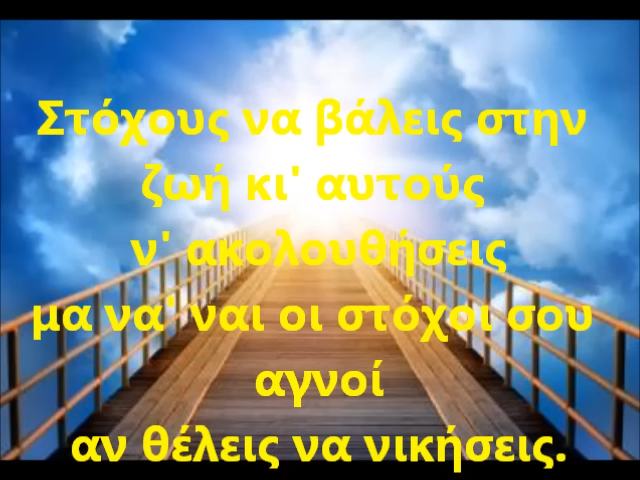 Στόχους να βάλεις στην
ζωή κι' αυτούς
ν' ακολουθήσεις
μα να' ναι οι στόχοι σου
αγνοί
αν θέλεις να νικήσεις.